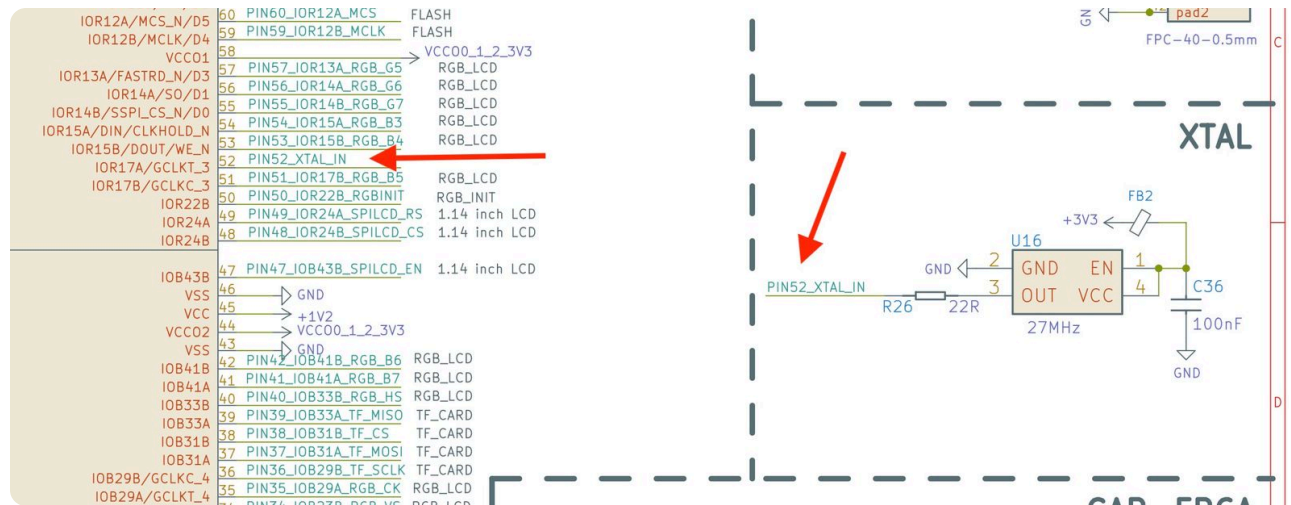 IOR12A/MCS_N/D5 60 PIN60_IOR12A_MCS FLASH
IOR12B/MCLK/D4 59 PIN59_IOR12B_MCLK FLASH
VCCO1 58 VCCO0_1_2_3V3
IOR13A/FASTRD_N/D3 57 PIN57_IOR13A_RGB_G5 RGB_LCD
IOR14A/SO/D1 56 PIN56_IOR14A_RGB_G6 RGB_LCD
IOR14B/SSPI_CS_N/D0 55 PIN55_IOR14B_RGB_G7 RGB_LCD
IOR15A/DIN/CLKHOLD_N 54 PIN54_IOR15A_RGB_B3 RGB_LCD
IOR15B/DOUT/WE_N 53 PIN53_IOR15B_RGB_B4 RGB_LCD
IOR17A/GCLKT_3 52 PIN52_XTAL_IN
IOR17B/GCLKC_3 51 PIN51_IOR17B_RGB_B5 RGB_LCD
IOR22B 50 PIN50_IOR22B_RGBINIT RGB_INIT
IOR24A 49 PIN49_IOR24A_SPILCD_RS 1.14 inch LCD
IOR24B 48 PIN48_IOR24B_SPILCD_CS 1.14 inch LCD
IOB43B 47 PIN47_IOB43B_SPILCD_EN 1.14 inch LCD
VSS 46 GND
VCC 45 +1V2
VCCO2 44 VCCO0_1_2_3V3
VSS 43 GND
IOB41B 42 PIN42_IOB41B_RGB_B6 RGB_LCD
IOB41A 41 PIN41_IOB41A_RGB_B7 RGB_LCD
IOB33B 40 PIN40_IOB33B_RGB_HS RGB_LCD
IOB33A 39 PIN39_IOB33A_TF_MISO TF_CARD
IOB31B 38 PIN38_IOB31B_TF_CS TF_CARD
IOB31A 37 PIN37_IOB31A_TF_MOSI TF_CARD
IOB29B/GCLKC_4 36 PIN36_IOB29B_TF_SCLK TF_CARD
IOB29A/GCLKT_4 35 PIN35_IOB29A_RGB_CK RGB_LCD
GN
pad2
FPC-40-0.5mm
C
XTAL
FB2
+3V3
U16
GND 2 GND EN 1
PIN52_XTAL_IN 3 OUT VCC 4 C36
R26 22R
27MHz 100nF
GND
D